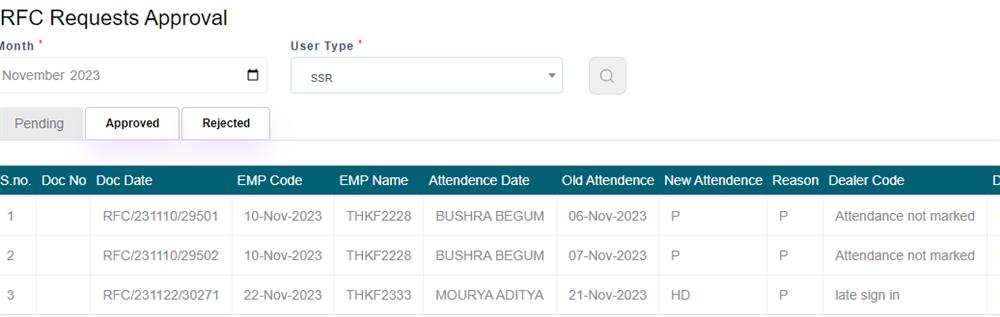 RFC Requests Approval
Month * User Type *
November 2023 SSR
Pending Approved Rejected
S.no. Doc No Doc Date EMP Code EMP Name Attendence Date Old Attendence New Attendence Reason Dealer Code D
1 RFC/231110/29501 10-Nov-2023 THKF2228 BUSHRA BEGUM 06-Nov-2023 P P Attendance not marked
2 RFC/231110/29502 10-Nov-2023 THKF2228 BUSHRA BEGUM 07-Nov-2023 P P Attendance not marked
3 RFC/231122/30271 22-Nov-2023 THKF2333 MOURYA ADITYA 21-Nov-2023 HD P late sign in